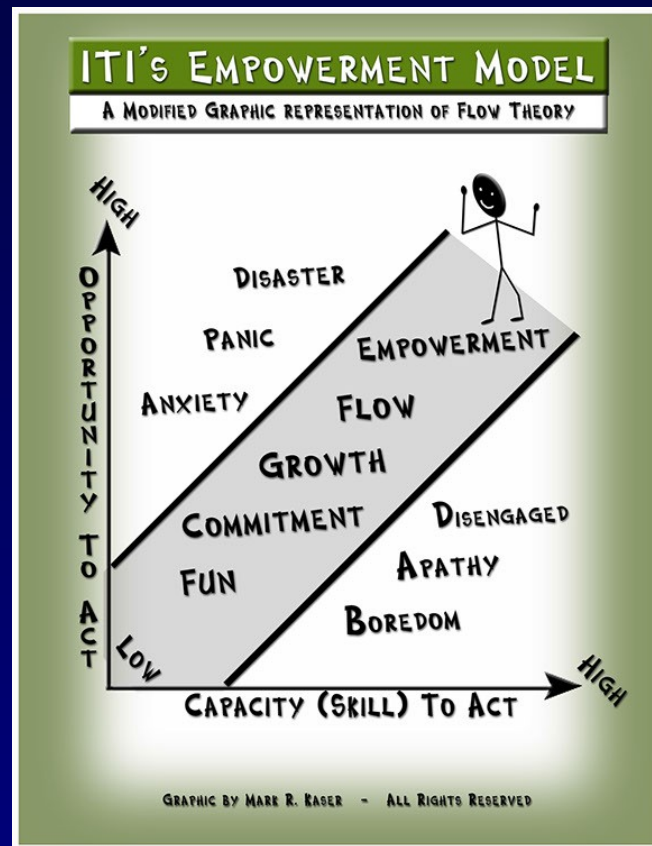 ITI's Empowerment Model
A Modified Graphic representation of Flow Theory
High
Opportunity To Act
Disaster
Panic
Anxiety
Empowerment
Flow
Growth
Commitment
Fun
Disengaged
Apathy
Boredom
Low
High
Capacity (Skill) To Act
Graphic by Mark R. Kaser - All Rights Reserved